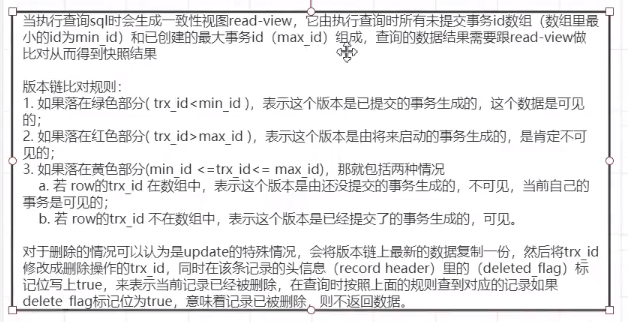 当执行查询sql时会生成一致性视图read-view，它由执行查询时所有未提交事务id数组（数组里最
小的id为min_id）和已创建的最大事务id（max_id）组成，查询的数据结果需要跟read-view做
比对从而得到快照结果
版本链比对规则：
1. 如果落在绿色部分( trx_id<min_id )，表示这个版本是已提交的事务生成的，这个数据是可见
的；
2. 如果落在红色部分( trx_id>max_id )，表示这个版本是由将来启动的事务生成的，是肯定不可
见的；
3. 如果落在黄色部分(min_id <=trx_id<= max_id)，那就包括两种情况
a. 若 row的trx_id 在数组中，表示这个版本是由还没提交的事务生成的，不可见，当前自己的
事务是可见的；
b. 若 row的trx_id 不在数组中，表示这个版本是已经提交了的事务生成的，可见。
对于删除的情况可以认为是update的特殊情况，会将版本链上最新的数据复制一份，然后将trx_id
修改成删除操作的trx_id，同时在该条记录的头信息（record header）里的（deleted_flag）标
记位写上true，来表示当前记录已经被删除，在查询时按照上面的规则查到对应的记录如果
delete_flag标记位为true，意味着记录已被删除，则不返回数据。